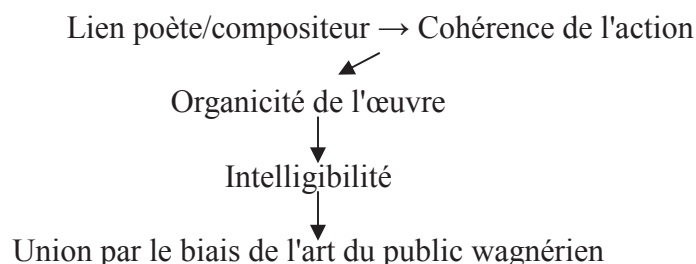 Lien poète/compositeur → Cohérence de l'action
Organicité de l'œuvre
Intelligibilité
Union par le biais de l'art du public wagnérien